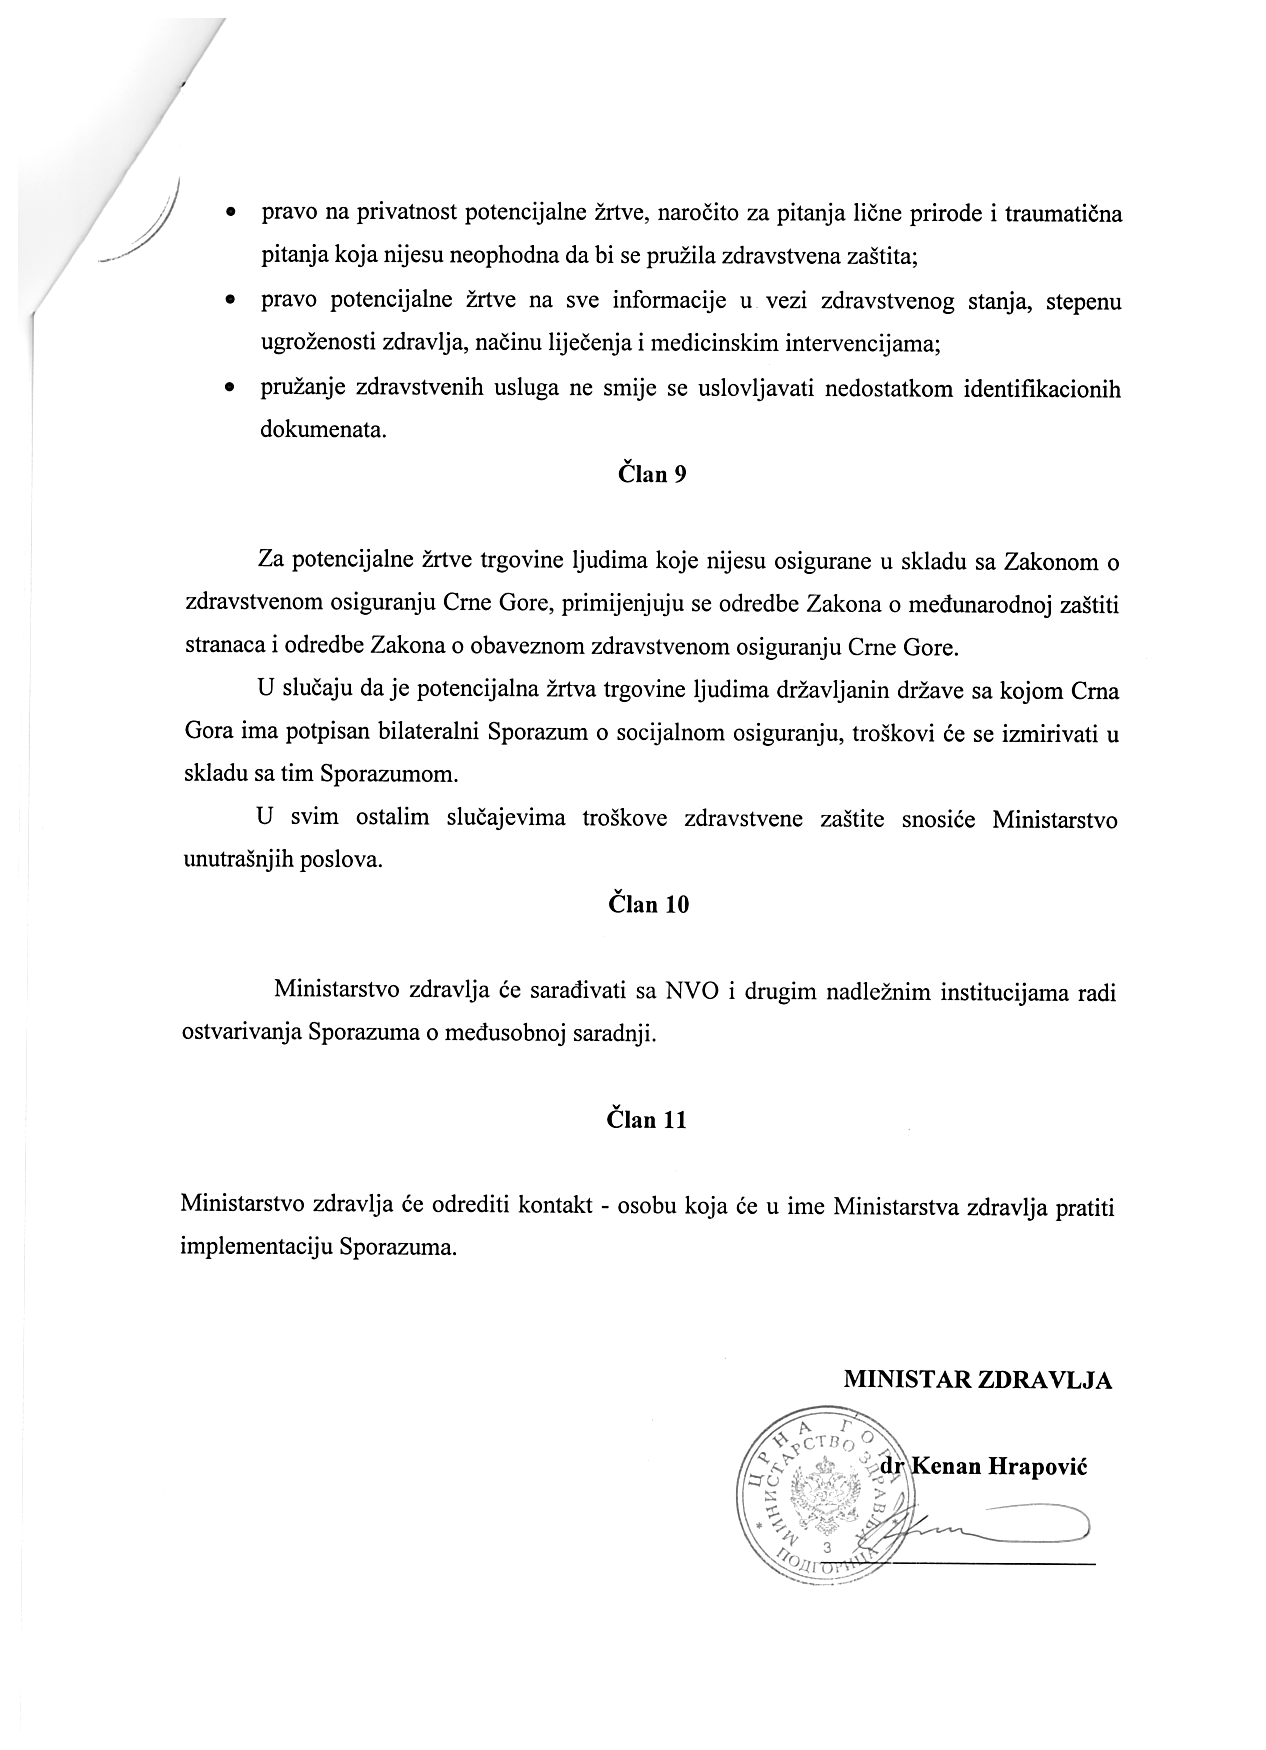 • pravo na privatnost potencijalne žrtve, naročito za pitanja lične prirode i traumatična
pitanja koja nijesu neophodna da bi se pružila zdravstvena zaštita;
• pravo potencijalne žrtve na sve informacije u vezi zdravstvenog stanja, stepenu
ugroženosti zdravlja, načinu liječenja i medicinskim intervencijama;
• pružanje zdravstvenih usluga ne smije se uslovljavati nedostatkom identifikacionih
dokumenata.
Član 9
Za potencijalne žrtve trgovine ljudima koje nijesu osigurane u skladu sa Zakonom o
zdravstvenom osiguranju Crne Gore, primijenjuju se odredbe Zakona o međunarodnoj zaštiti
stranaca i odredbe Zakona o obaveznom zdravstvenom osiguranju Crne Gore.
U slučaju da je potencijalna žrtva trgovine ljudima državljanin države sa kojom Crna
Gora ima potpisan bilateralni Sporazum o socijalnom osiguranju, troškovi će se izmirivati u
skladu sa tim Sporazumom.
U svim ostalim slučajevima troškove zdravstvene zaštite snosiće Ministarstvo
unutrašnjih poslova.
Član 10
Ministarstvo zdravlja će sarađivati sa NVO i drugim nadležnim institucijama radi
ostvarivanja Sporazuma o međusobnoj saradnji.
Član 11
Ministarstvo zdravlja će odrediti kontakt - osobu koja će u ime Ministarstva zdravlja pratiti
implementaciju Sporazuma.
MINISTAR ZDRAVLJA
dr Kenan Hrapović
ЦРНА ГОРА
МИНИСТАРСТВО ЗДРАВЉА
3
ПОДГОРИЦА